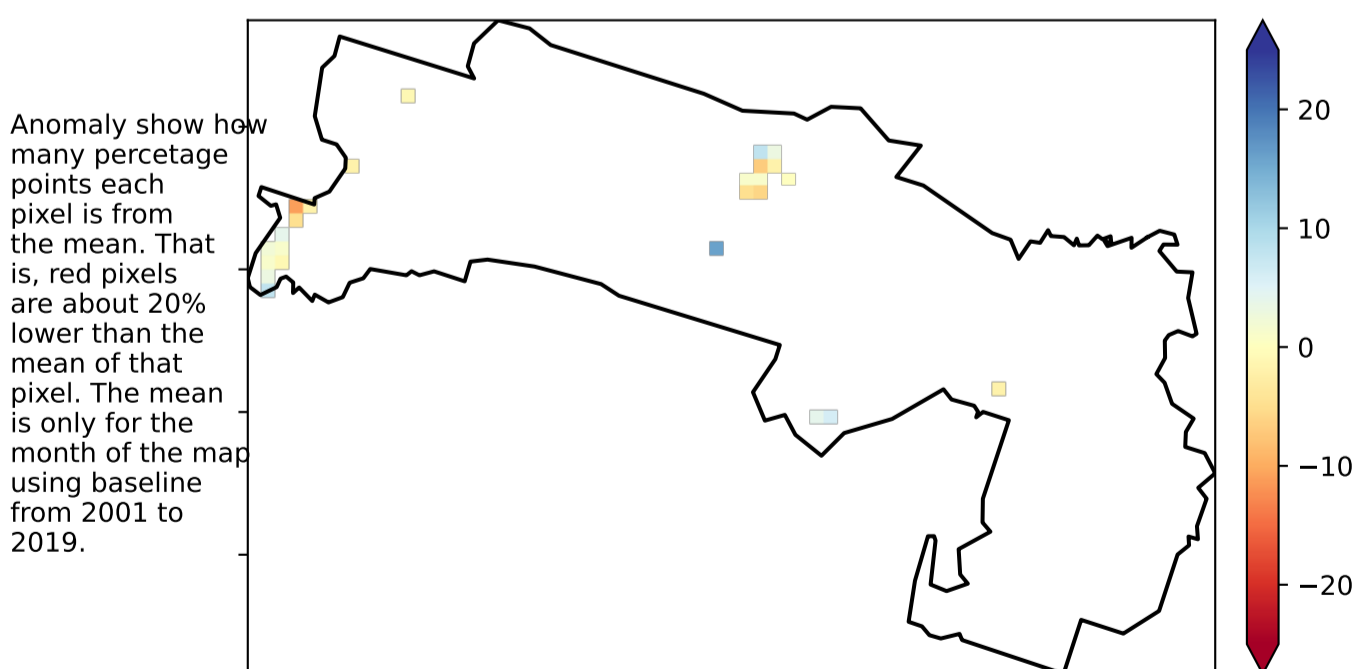 Anomaly show how
many percetage
points each
pixel is from
the mean. That
is, red pixels
are about 20%
lower than the
mean of that
pixel. The mean
is only for the
month of the map
using baseline
from 2001 to
2019.
20
10
0
−10
−20